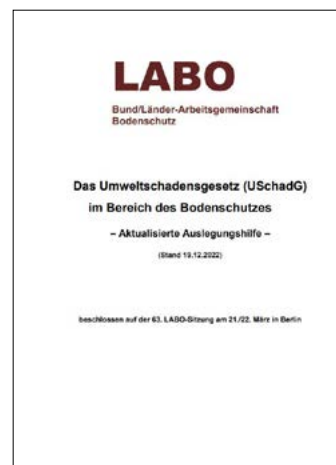 LABO
Bund/Länder-Arbeitsgemeinschaft
Bodenschutz
Das Umweltschadensgesetz (USchadG)
im Bereich des Bodenschutzes
– Aktualisierte Auslegungshilfe –
(Stand 19.12.2022)
beschlossen auf der 63. LABO-Sitzung am 21./22. März in Berlin